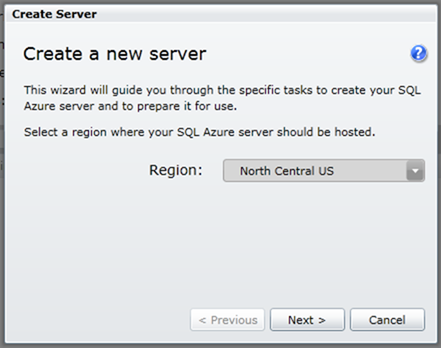 Create Server
Create a new server
?
This wizard will guide you through the specific tasks to create your SQL
Azure server and to prepare it for use.
Select a region where your SQL Azure server should be hosted.
Region: North Central US
< Previous Next > Cancel